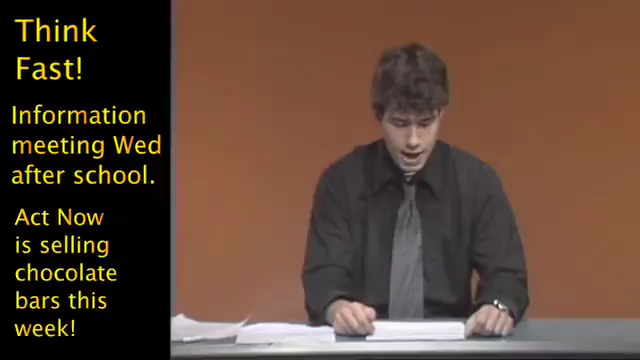 Think
Fast!
Information
meeting Wed
after school.
Act Now
is selling
chocolate
bars this
week!